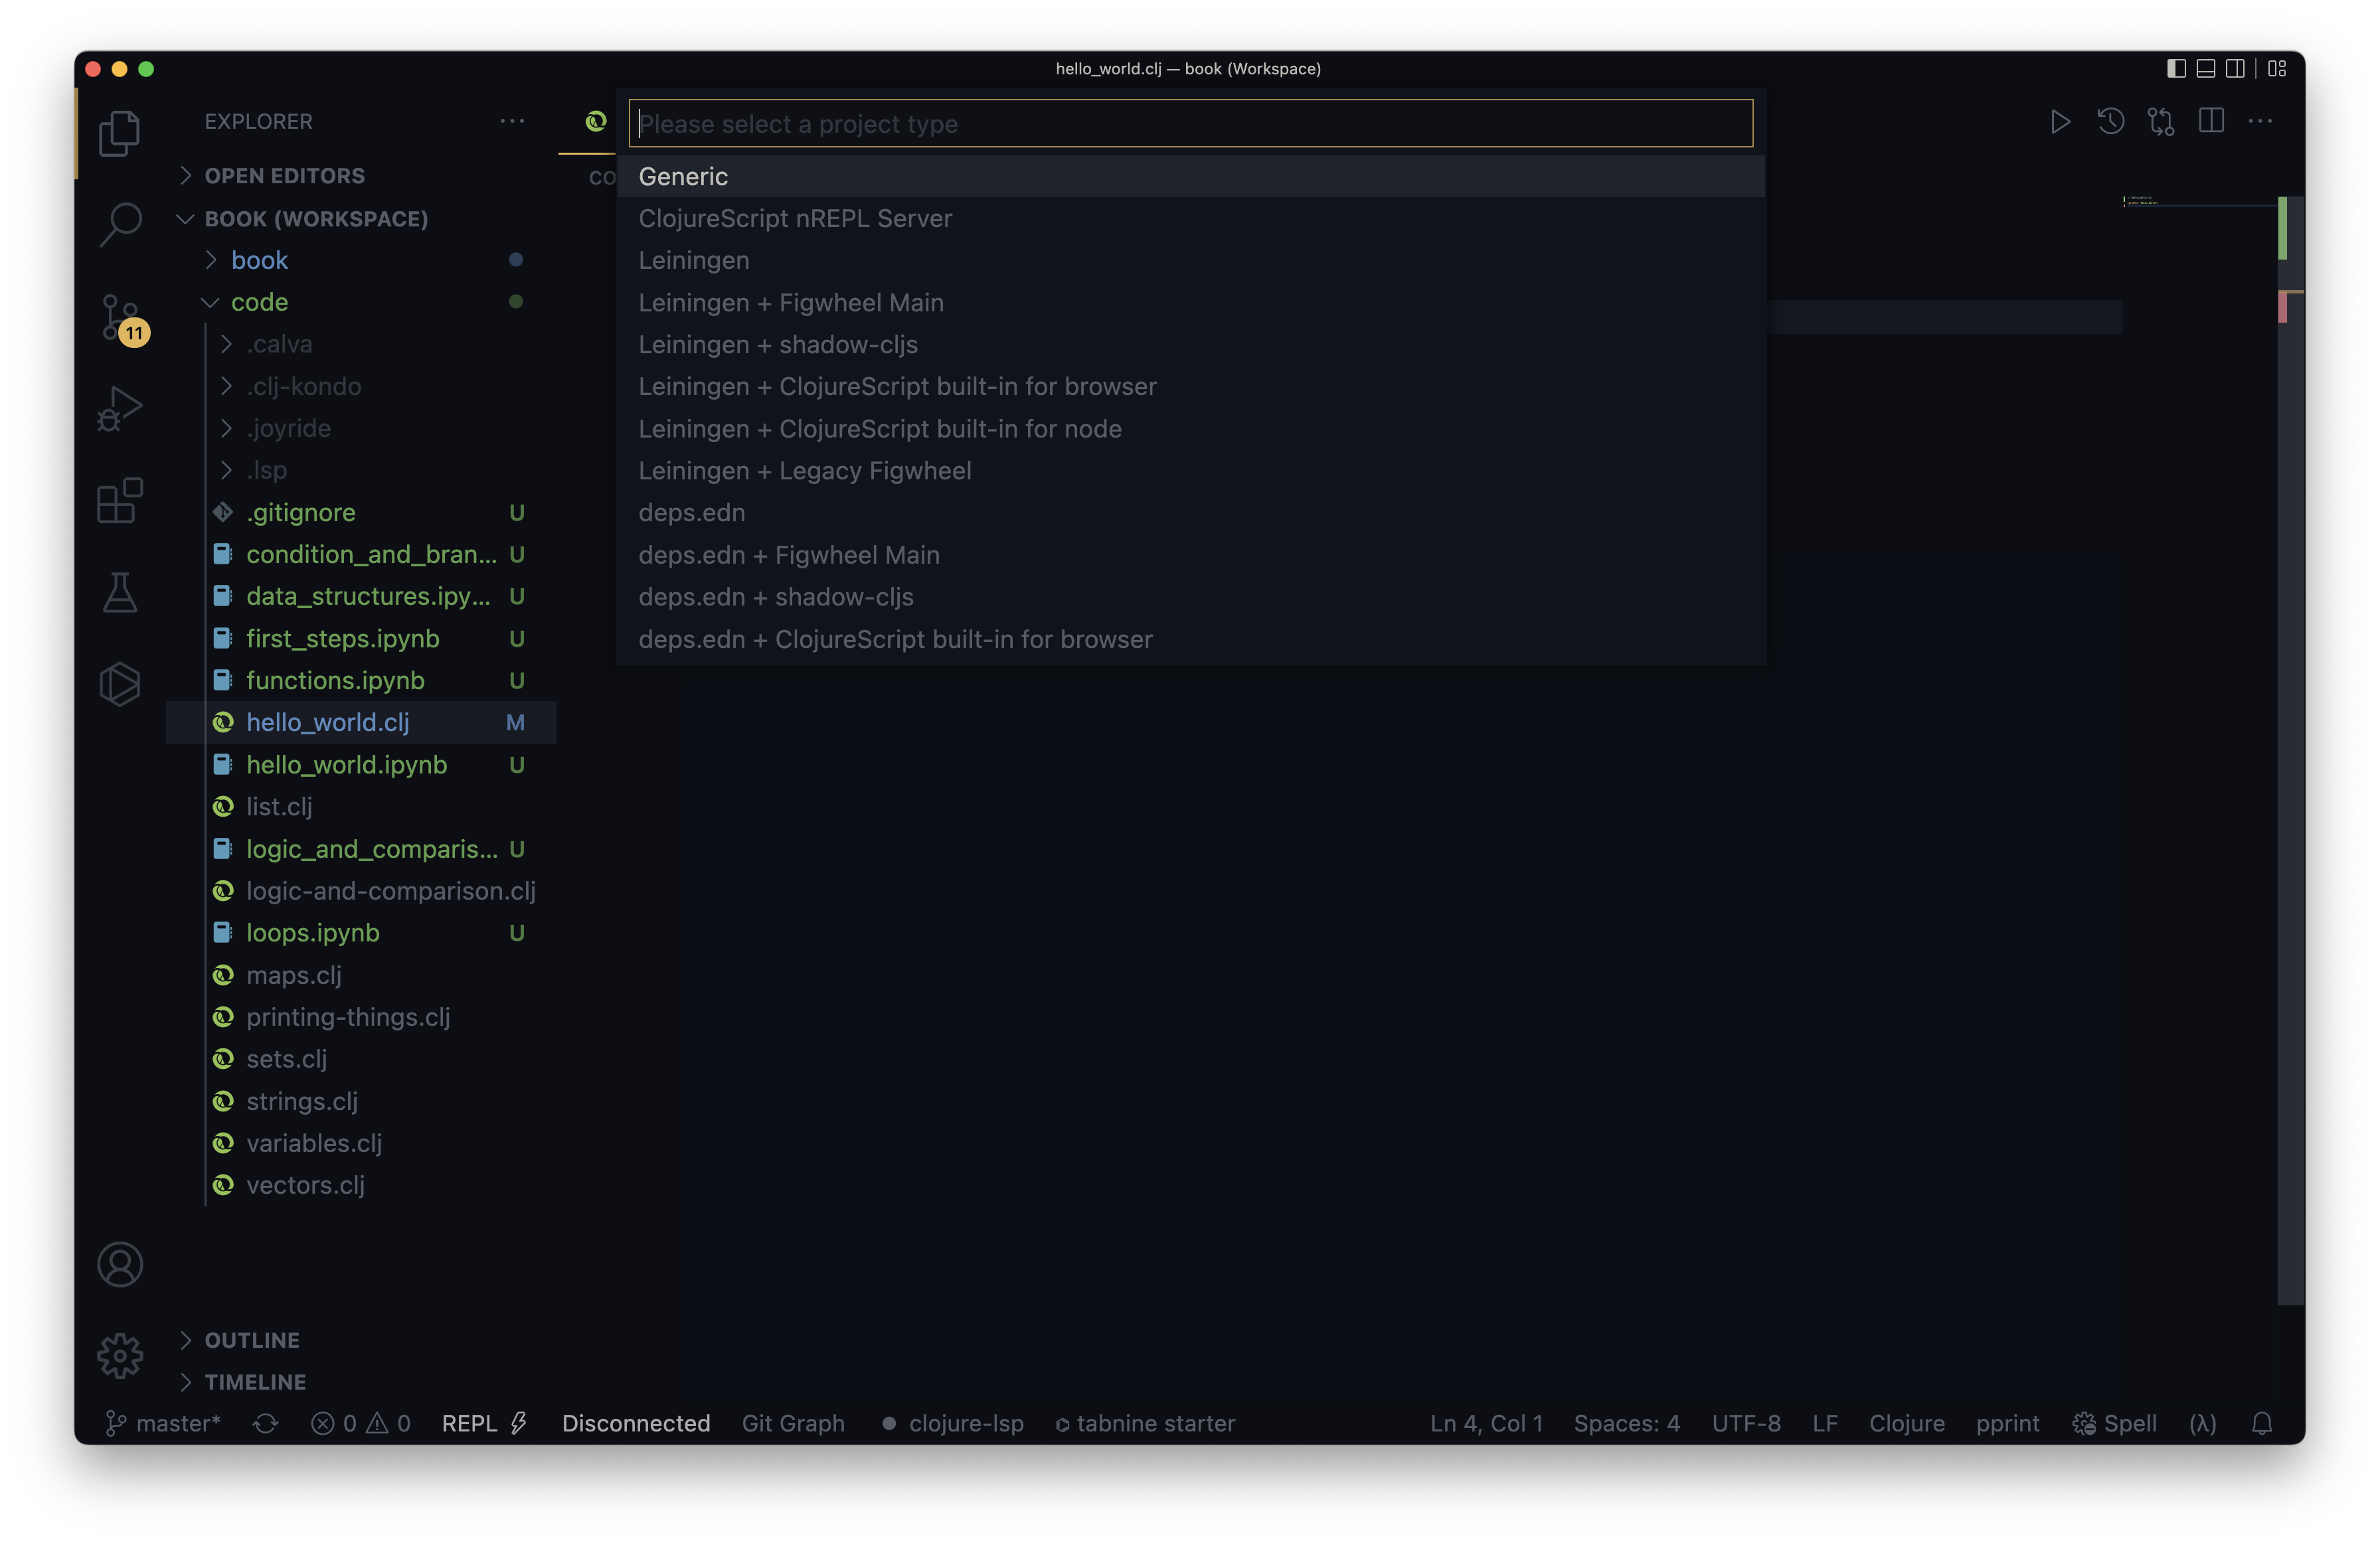 hello_world.clj — book (Workspace)
EXPLORER
OPEN EDITORS
BOOK (WORKSPACE)
book
code
.calva
.clj-kondo
.joyride
.lsp
.gitignore U
condition_and_bran... U
data_structures.ipy... U
first_steps.ipynb U
functions.ipynb U
hello_world.clj M
hello_world.ipynb U
list.clj
logic_and_comparis... U
logic-and-comparison.clj
loops.ipynb U
maps.clj
printing-things.clj
sets.clj
strings.clj
variables.clj
vectors.clj
OUTLINE
TIMELINE
11
co
Please select a project type
Generic
ClojureScript nREPL Server
Leiningen
Leiningen + Figwheel Main
Leiningen + shadow-cljs
Leiningen + ClojureScript built-in for browser
Leiningen + ClojureScript built-in for node
Leiningen + Legacy Figwheel
deps.edn
deps.edn + Figwheel Main
deps.edn + shadow-cljs
deps.edn + ClojureScript built-in for browser
master* 0 0 REPL Disconnected Git Graph clojure-lsp tabnine starter Ln 4, Col 1 Spaces: 4 UTF-8 LF Clojure pprint Spell (λ)